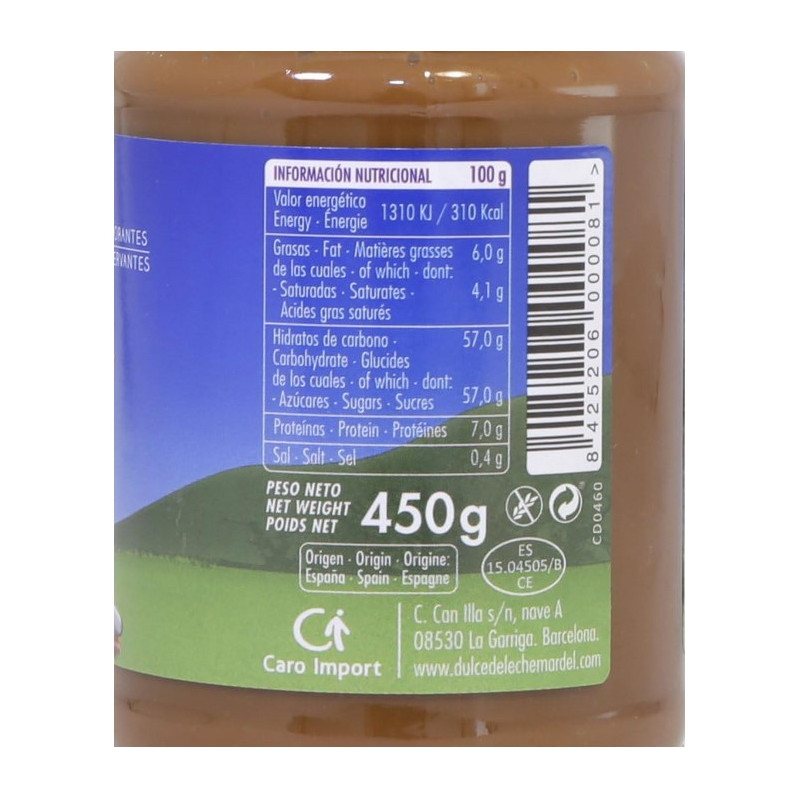 ORANTES
ERVANTES
INFORMACIÓN NUTRICIONAL 100 g
Valor energético
Energy · Énergie 1310 KJ / 310 Kcal
Grasas · Fat · Matières grasses 6,0 g
de las cuales · of which · dont:
- Saturadas · Saturates · 4,1 g
Acides gras saturés
Hidratos de carbono · 57,0 g
Carbohydrate · Glucides
de los cuales · of which · dont:
· Azúcares · Sugars · Sucres 57,0 g
Proteínas · Protein · Protéines 7,0 g
Sal · Salt · Sel 0,4 g
8 425206 000081 >
CD0460
PESO NETO
NET WEIGHT
POIDS NET
450g
Origen · Origin · Origine:
España · Spain · Espagne
ES
15.04505/B
CE
Caro Import
C. Can Illa s/n, nave A
08530 La Garriga. Barcelona.
www.dulcedelechemardel.com